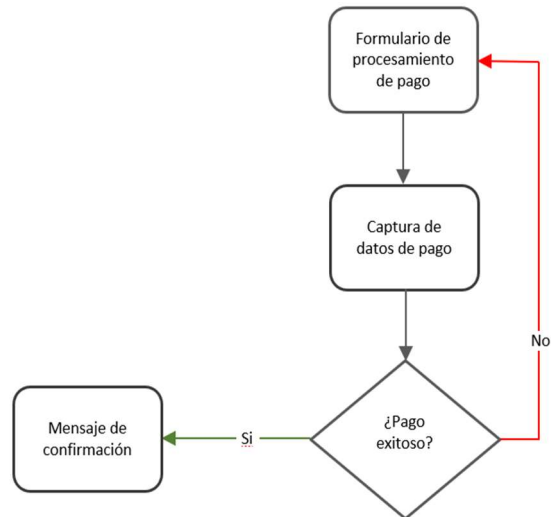 Formulario de
procesamiento
de pago
Captura de
datos de pago
No
¿Pago
exitoso?
Si
Mensaje de
confirmación